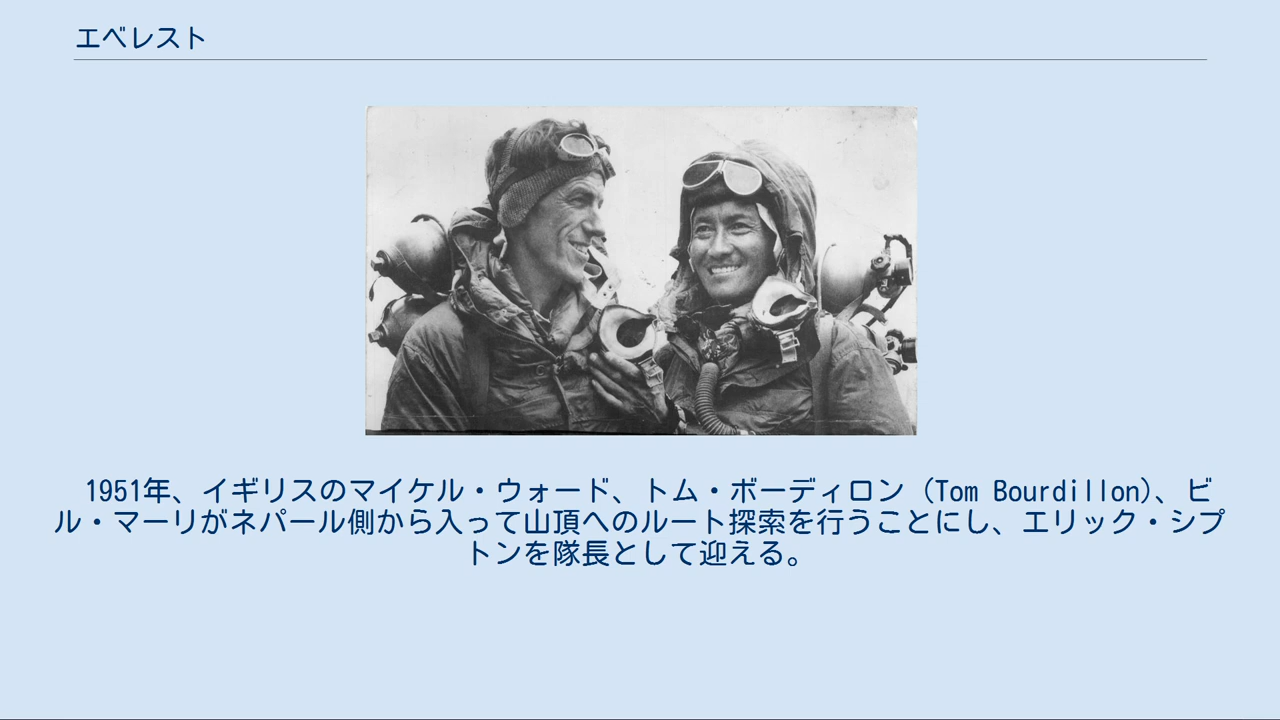 エベレスト
1951年、イギリスのマイケル・ウォード、トム・ボーディロン (Tom Bourdillon)、ビ
ル・マーリがネパール側から入って山頂へのルート探索を行うことにし、エリック・シプ
トンを隊長として迎える。